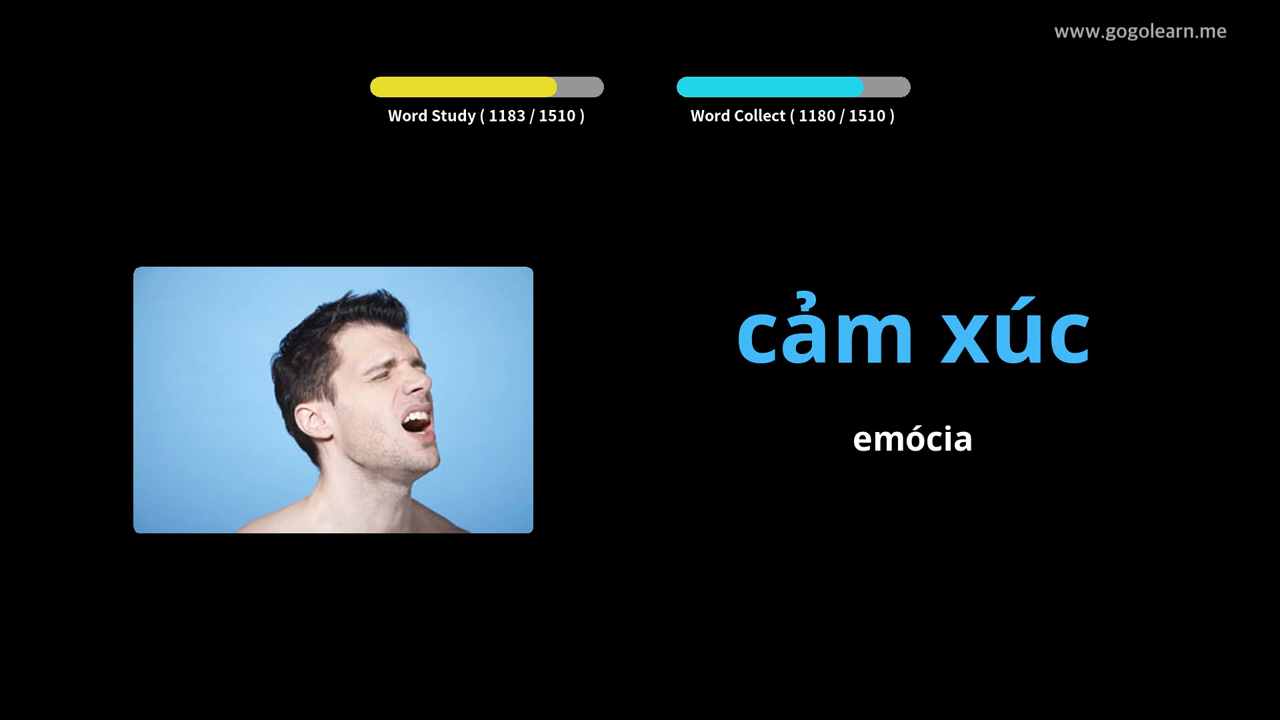 www.gogolearn.me
Word Study ( 1183 / 1510 )
Word Collect ( 1180 / 1510 )
cảm xúc
emócia